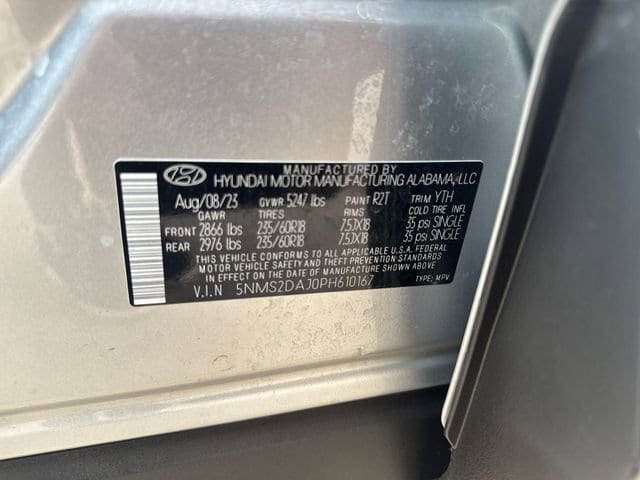 MANUFACTURED BY
HYUNDAI MOTOR MANUFACTURING ALABAMA, LLC
Aug/08/23 GVWR 5247 lbs PAINT R2T TRIM YTH
GAWR TIRES RIMS COLD TIRE INFL
FRONT 2866 lbs 235/60R18 7.5JX18 35 psi SINGLE
REAR 2976 lbs 235/60R18 7.5JX18 35 psi SINGLE
THIS VEHICLE CONFORMS TO ALL APPLICABLE U.S.A. FEDERAL
MOTOR VEHICLE SAFETY AND THEFT PREVENTION STANDARDS
IN EFFECT ON THE DATE OF MANUFACTURE SHOWN ABOVE.
V.I.N 5NMS2DAJ0PH610167 TYPE: MPV